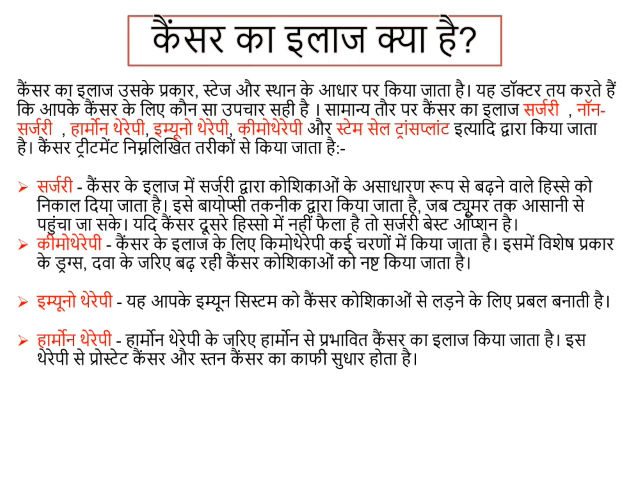 कैंसर का इलाज क्या है?
कैंसर का इलाज उसके प्रकार, स्टेज और स्थान के आधार पर किया जाता है। यह डॉक्टर तय करते हैं
कि आपके कैंसर के लिए कौन सा उपचार सही है । सामान्य तौर पर कैंसर का इलाज सर्जरी , नॉन-
सर्जरी , हार्मोन थेरेपी, इम्यूनो थेरेपी, कीमोथेरेपी और स्टेम सेल ट्रांसप्लांट इत्यादि द्वारा किया जाता
है। कैंसर ट्रीटमेंट निम्नलिखित तरीकों से किया जाता है:-
➢ सर्जरी - कैंसर के इलाज में सर्जरी द्वारा कोशिकाओं के असाधारण रूप से बढ़ने वाले हिस्से को
निकाल दिया जाता है। इसे बायोप्सी तकनीक द्वारा किया जाता है, जब ट्यूमर तक आसानी से
पहुंचा जा सके। यदि कैंसर दूसरे हिस्सो में नहीं फैला है तो सर्जरी बेस्ट ऑप्शन है।
➢ कीमोथेरेपी - कैंसर के इलाज के लिए किमोथेरेपी कई चरणों में किया जाता है। इसमें विशेष प्रकार
के ड्रग्स, दवा के जरिए बढ़ रही कैंसर कोशिकाओं को नष्ट किया जाता है।
➢ इम्यूनो थेरेपी - यह आपके इम्यून सिस्टम को कैंसर कोशिकाओं से लड़ने के लिए प्रबल बनाती है।
➢ हार्मोन थेरेपी - हार्मोन थेरेपी के जरिए हार्मोन से प्रभावित कैंसर का इलाज किया जाता है। इस
थेरेपी से प्रोस्टेट कैंसर और स्तन कैंसर का काफी सुधार होता है।